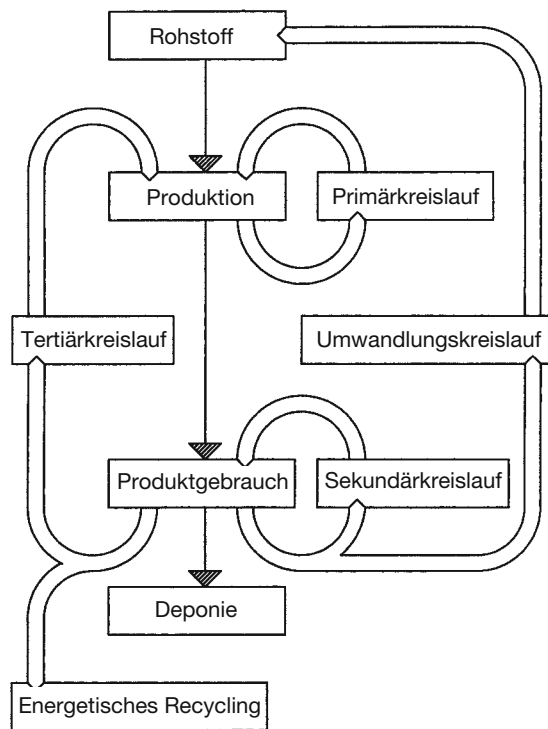 Rohstoff
Produktion
Primärkreislauf
Tertiärkreislauf
Umwandlungskreislauf
Produktgebrauch
Sekundärkreislauf
Deponie
Energetisches Recycling